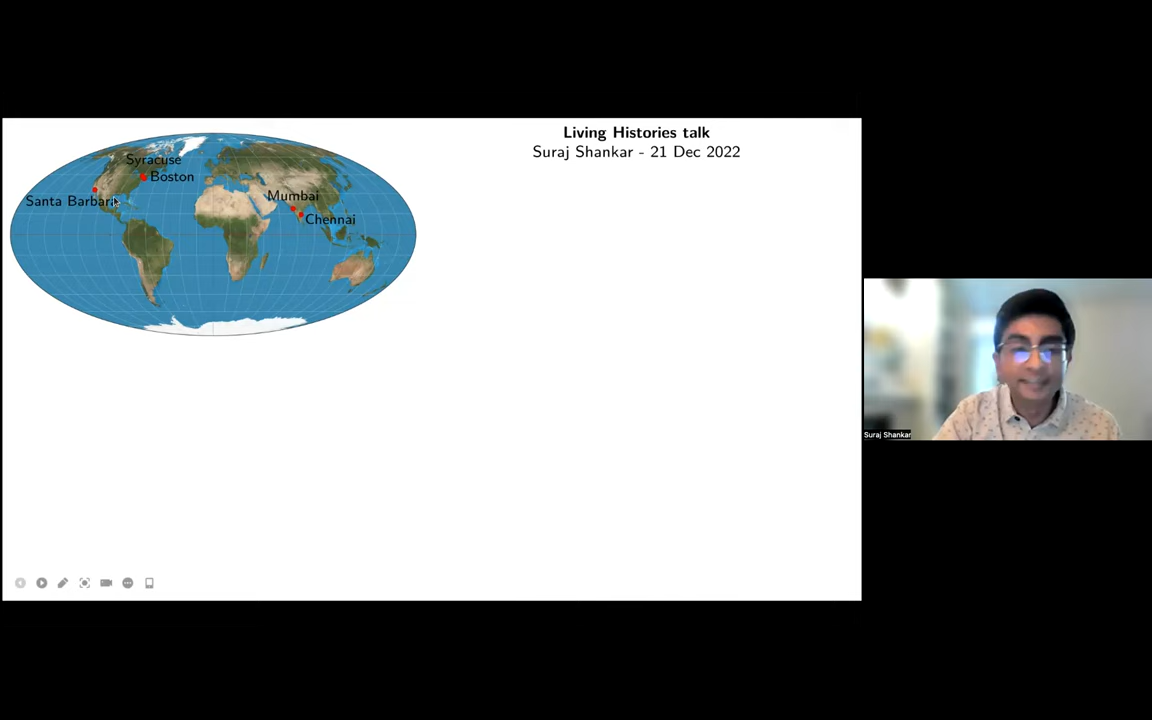 Living Histories talk
Suraj Shankar - 21 Dec 2022
Syracuse
Boston
Santa Barbara
Mumbai
Chennai
Suraj Shankar